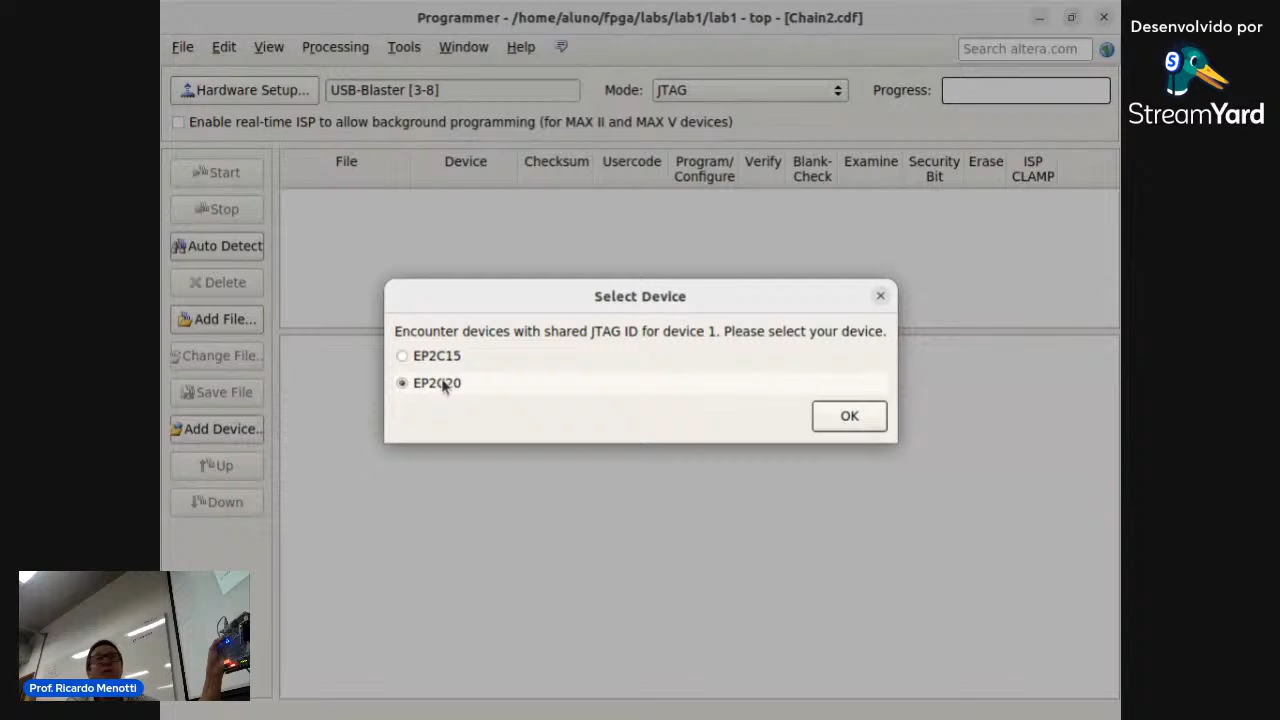 Programmer - /home/aluno/fpga/labs/lab1/lab1 - top - [Chain2.cdf]
Desenvolvido por
StreamYard
File Edit View Processing Tools Window Help
Search altera.com
Hardware Setup...
USB-Blaster [3-8]
Mode:
JTAG
Progress:
Enable real-time ISP to allow background programming (for MAX II and MAX V devices)
File
Device
Checksum
Usercode
Program/
Configure
Verify
Blank-
Check
Examine
Security
Bit
Erase
ISP
CLAMP
Start
Stop
Auto Detect
Delete
Add File...
Change File..
Save File
Add Device..
Up
Down
Select Device
Encounter devices with shared JTAG ID for device 1. Please select your device.
EP2C15
EP2C20
OK
Prof. Ricardo Menotti